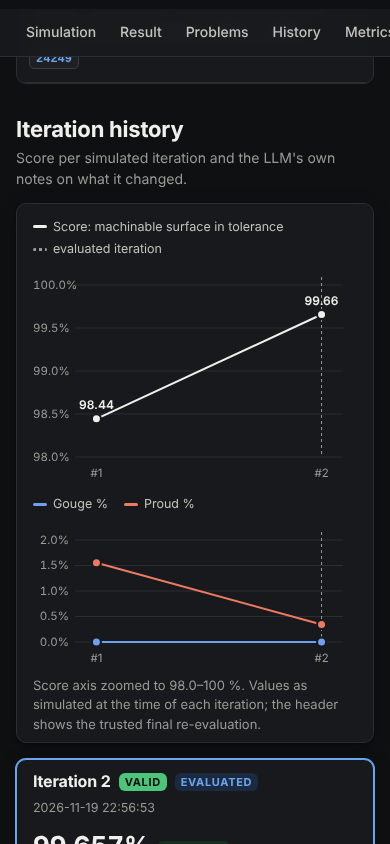 Simulation Result Problems History Metrics
24249
Iteration history
Score per simulated iteration and the LLM's own
notes on what it changed.
Score: machinable surface in tolerance
evaluated iteration
100.0%
99.66
99.5%
99.0%
98.44
98.5%
98.0%
#1 #2
Gouge % Proud %
2.0%
1.5%
1.0%
0.5%
0.0%
#1 #2
Score axis zoomed to 98.0–100 %. Values as
simulated at the time of each iteration; the header
shows the trusted final re-evaluation.
Iteration 2 VALID EVALUATED
2026-11-19 22:56:53
99.657%